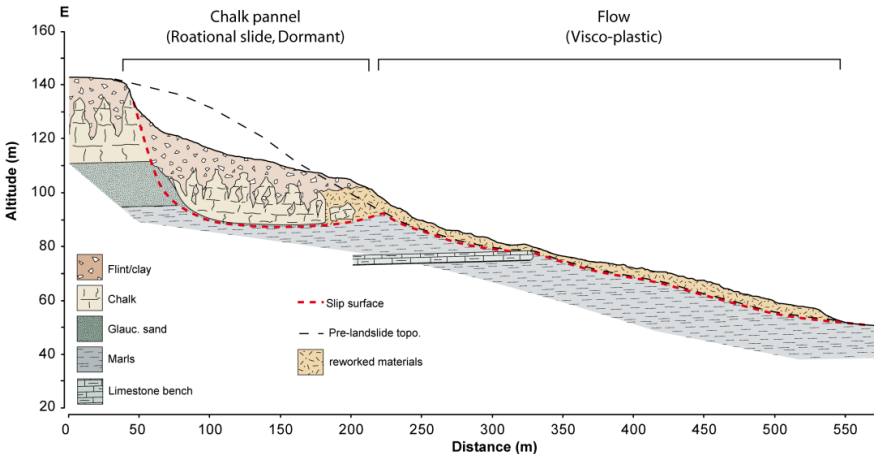 E
Chalk pannel
(Roational slide, Dormant)
Flow
(Visco-plastic)
Altitude (m)
160
140
120
100
80
60
40
20
Flint/clay
Chalk
Glauc. sand
Marls
Limestone bench
Slip surface
Pre-landslide topo.
reworked materials
0 50 100 150 200 250 300 350 400 450 500 550
Distance (m)